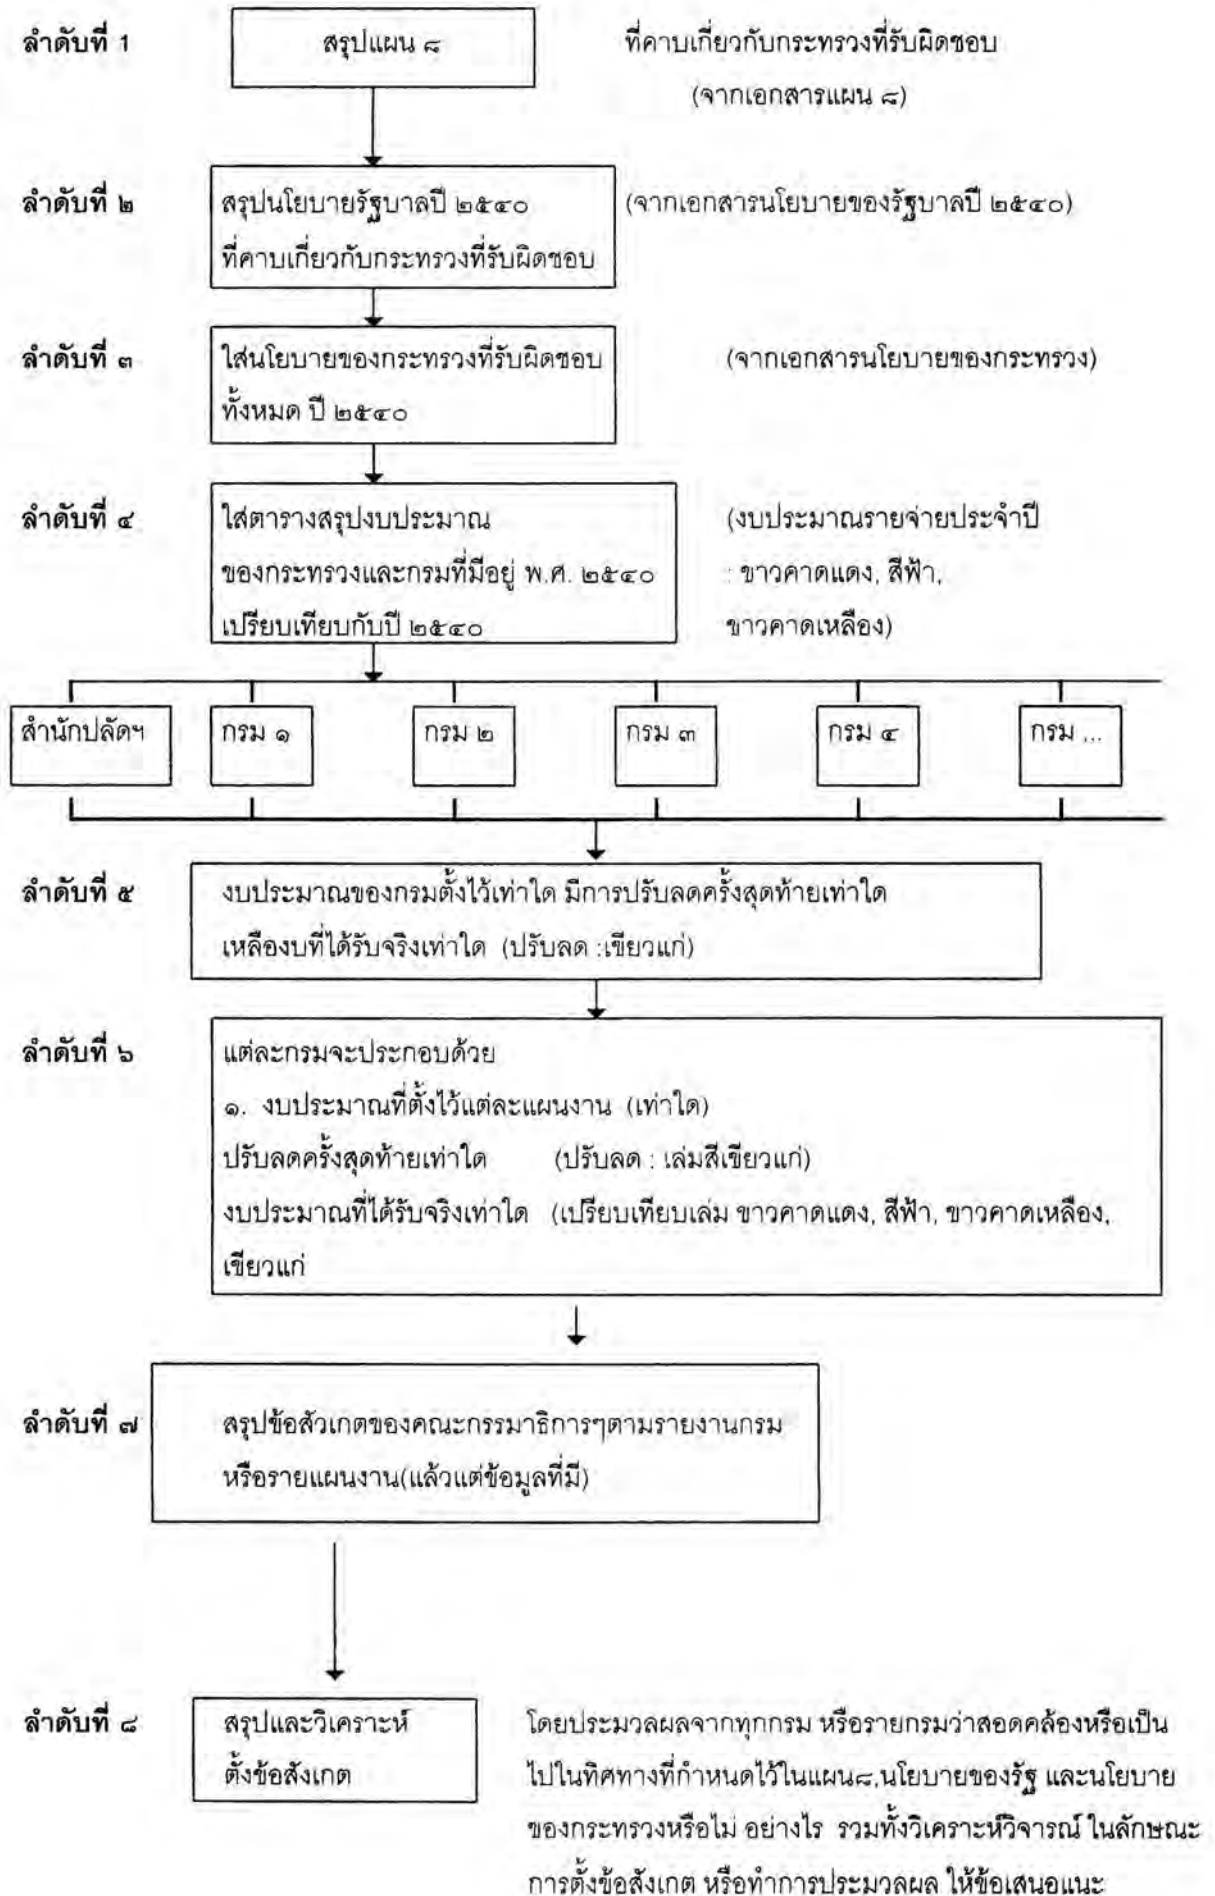 ลำดับที่ 1 สรุปแผน ๘ ที่คาบเกี่ยวกับกระทรวงที่รับผิดชอบ
(จากเอกสารแผน ๘)
ลำดับที่ ๒ สรุปนโยบายรัฐบาลปี ๒๕๔๐ (จากเอกสารนโยบายของรัฐบาลปี ๒๕๔๐)
ที่คาบเกี่ยวกับกระทรวงที่รับผิดชอบ
ลำดับที่ ๓ ใส่นโยบายของกระทรวงที่รับผิดชอบ (จากเอกสารนโยบายของกระทรวง)
ทั้งหมด ปี ๒๕๔๐
ลำดับที่ ๔ ใส่ตารางสรุปงบประมาณ (งบประมาณรายจ่ายประจำปี
ของกระทรวงและกรมที่มีอยู่ พ.ศ. ๒๕๔๐ : ขาวคาดแดง, สีฟ้า,
เปรียบเทียบกับปี ๒๕๔๐ ขาวคาดเหลือง)
สำนักปลัดฯ กรม ๑ กรม ๒ กรม ๓ กรม ๔ กรม ...
ลำดับที่ ๕ งบประมาณของกรมตั้งไว้เท่าใด มีการปรับลดครั้งสุดท้ายเท่าใด
เหลืองบที่ได้รับจริงเท่าใด (ปรับลด :เขียวแก่)
ลำดับที่ ๖ แต่ละกรมจะประกอบด้วย
๑. งบประมาณที่ตั้งไว้แต่ละแผนงาน (เท่าใด)
ปรับลดครั้งสุดท้ายเท่าใด (ปรับลด : เล่มสีเขียวแก่)
งบประมาณที่ได้รับจริงเท่าใด (เปรียบเทียบเล่ม ขาวคาดแดง, สีฟ้า, ขาวคาดเหลือง,
เขียวแก่
ลำดับที่ ๗ สรุปข้อสัวเกตของคณะกรรมาธิการๆตามรายงานกรม
หรือรายแผนงาน(แล้วแต่ข้อมูลที่มี)
ลำดับที่ ๘ สรุปและวิเคราะห์ โดยประมวลผลจากทุกกรม หรือรายกรมว่าสอดคล้องหรือเป็น
ตั้งข้อสังเกต ไปในทิศทางที่กำหนดไว้ในแผน๘,นโยบายของรัฐ และนโยบาย
ของกระทรวงหรือไม่ อย่างไร รวมทั้งวิเคราะห์วิจารณ์ ในลักษณะ
การตั้งข้อสังเกต หรือทำการประมวลผล ให้ข้อเสนอแนะ